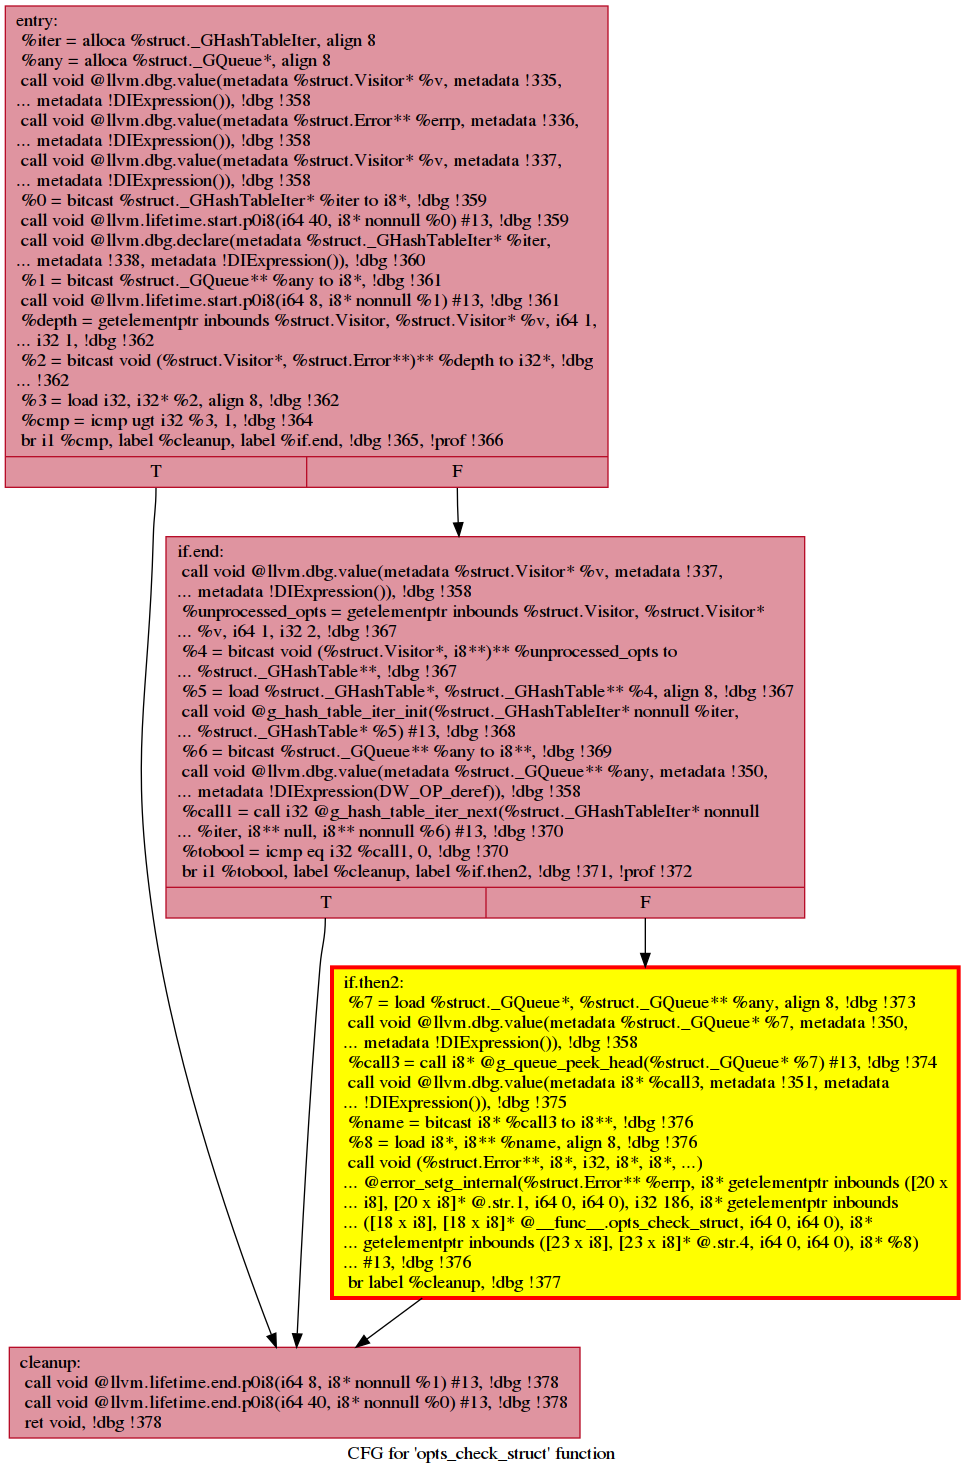 entry:
%iter = alloca %struct._GHashTableIter, align 8
%any = alloca %struct._GQueue*, align 8
call void @llvm.dbg.value(metadata %struct.Visitor* %v, metadata !335,
... metadata !DIExpression()), !dbg !358
call void @llvm.dbg.value(metadata %struct.Error** %errp, metadata !336,
... metadata !DIExpression()), !dbg !358
call void @llvm.dbg.value(metadata %struct.Visitor* %v, metadata !337,
... metadata !DIExpression()), !dbg !358
%0 = bitcast %struct._GHashTableIter* %iter to i8*, !dbg !359
call void @llvm.lifetime.start.p0i8(i64 40, i8* nonnull %0) #13, !dbg !359
call void @llvm.dbg.declare(metadata %struct._GHashTableIter* %iter,
... metadata !338, metadata !DIExpression()), !dbg !360
%1 = bitcast %struct._GQueue** %any to i8*, !dbg !361
call void @llvm.lifetime.start.p0i8(i64 8, i8* nonnull %1) #13, !dbg !361
%depth = getelementptr inbounds %struct.Visitor, %struct.Visitor* %v, i64 1,
... i32 1, !dbg !362
%2 = bitcast void (%struct.Visitor*, %struct.Error**)** %depth to i32*, !dbg
... !362
%3 = load i32, i32* %2, align 8, !dbg !362
%cmp = icmp ugt i32 %3, 1, !dbg !364
br i1 %cmp, label %cleanup, label %if.end, !dbg !365, !prof !366
T
F
if.end:
call void @llvm.dbg.value(metadata %struct.Visitor* %v, metadata !337,
... metadata !DIExpression()), !dbg !358
%unprocessed_opts = getelementptr inbounds %struct.Visitor, %struct.Visitor*
... %v, i64 1, i32 2, !dbg !367
%4 = bitcast void (%struct.Visitor*, i8**)** %unprocessed_opts to
... %struct._GHashTable**, !dbg !367
%5 = load %struct._GHashTable*, %struct._GHashTable** %4, align 8, !dbg !367
call void @g_hash_table_iter_init(%struct._GHashTableIter* nonnull %iter,
... %struct._GHashTable* %5) #13, !dbg !368
%6 = bitcast %struct._GQueue** %any to i8**, !dbg !369
call void @llvm.dbg.value(metadata %struct._GQueue** %any, metadata !350,
... metadata !DIExpression(DW_OP_deref)), !dbg !358
%call1 = call i32 @g_hash_table_iter_next(%struct._GHashTableIter* nonnull
... %iter, i8** null, i8** nonnull %6) #13, !dbg !370
%tobool = icmp eq i32 %call1, 0, !dbg !370
br i1 %tobool, label %cleanup, label %if.then2, !dbg !371, !prof !372
T
F
if.then2:
%7 = load %struct._GQueue*, %struct._GQueue** %any, align 8, !dbg !373
call void @llvm.dbg.value(metadata %struct._GQueue* %7, metadata !350,
... metadata !DIExpression()), !dbg !358
%call3 = call i8* @g_queue_peek_head(%struct._GQueue* %7) #13, !dbg !374
call void @llvm.dbg.value(metadata i8* %call3, metadata !351, metadata
... !DIExpression()), !dbg !375
%name = bitcast i8* %call3 to i8**, !dbg !376
%8 = load i8*, i8** %name, align 8, !dbg !376
call void (%struct.Error**, i8*, i32, i8*, i8*, ...)
... @error_setg_internal(%struct.Error** %errp, i8* getelementptr inbounds ([20 x
... i8], [20 x i8]* @.str.1, i64 0, i64 0), i32 186, i8* getelementptr inbounds
... ([18 x i8], [18 x i8]* @__func__.opts_check_struct, i64 0, i64 0), i8*
... getelementptr inbounds ([23 x i8], [23 x i8]* @.str.4, i64 0, i64 0), i8* %8)
... #13, !dbg !376
br label %cleanup, !dbg !377
cleanup:
call void @llvm.lifetime.end.p0i8(i64 8, i8* nonnull %1) #13, !dbg !378
call void @llvm.lifetime.end.p0i8(i64 40, i8* nonnull %0) #13, !dbg !378
ret void, !dbg !378
CFG for 'opts_check_struct' function